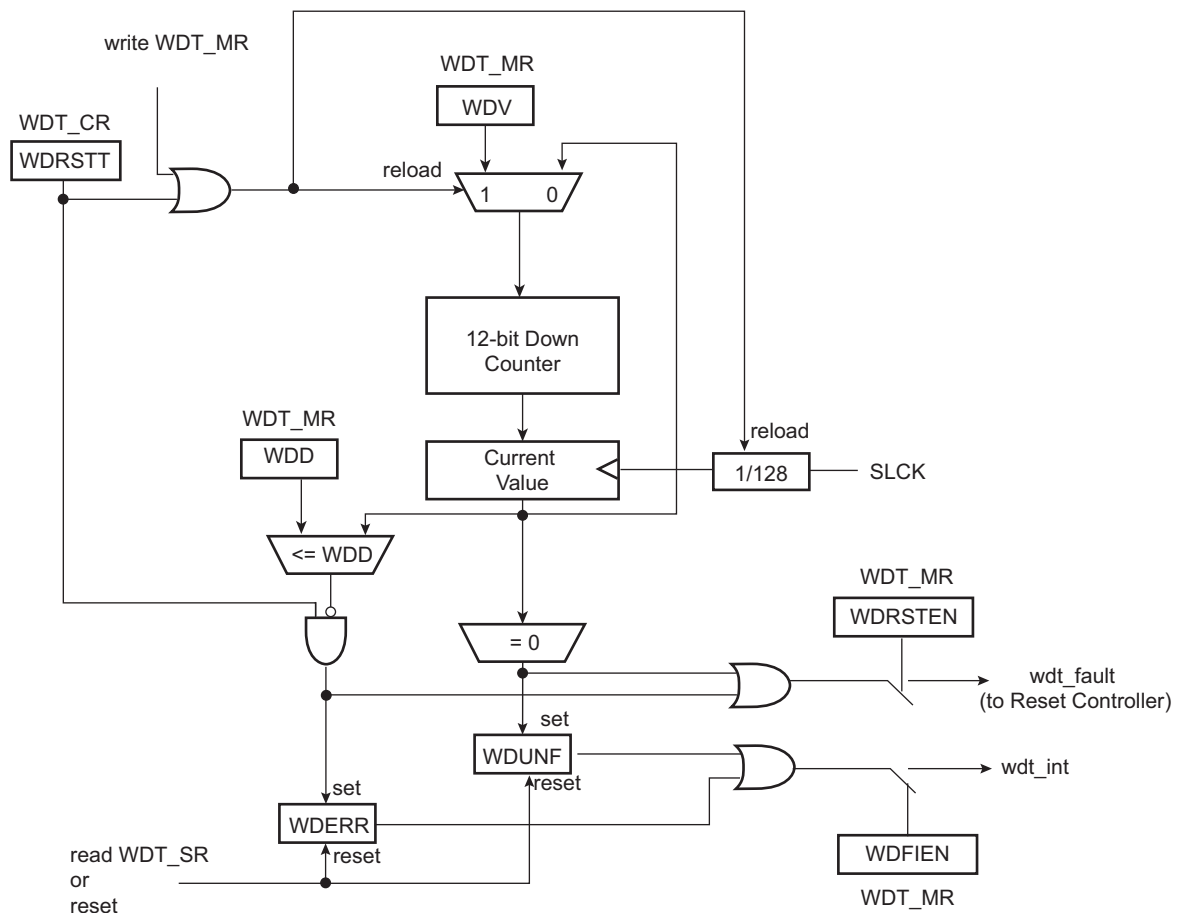 write WDT_MR
WDT_MR
WDV
WDT_CR
WDRSTT
reload
1 0
12-bit Down
Counter
WDT_MR
WDD
reload
Current
Value
1/128
SLCK
<= WDD
WDT_MR
WDRSTEN
= 0
wdt_fault
(to Reset Controller)
set
WDUNF
reset
wdt_int
set
WDERR
reset
read WDT_SR
or
reset
WDFIEN
WDT_MR